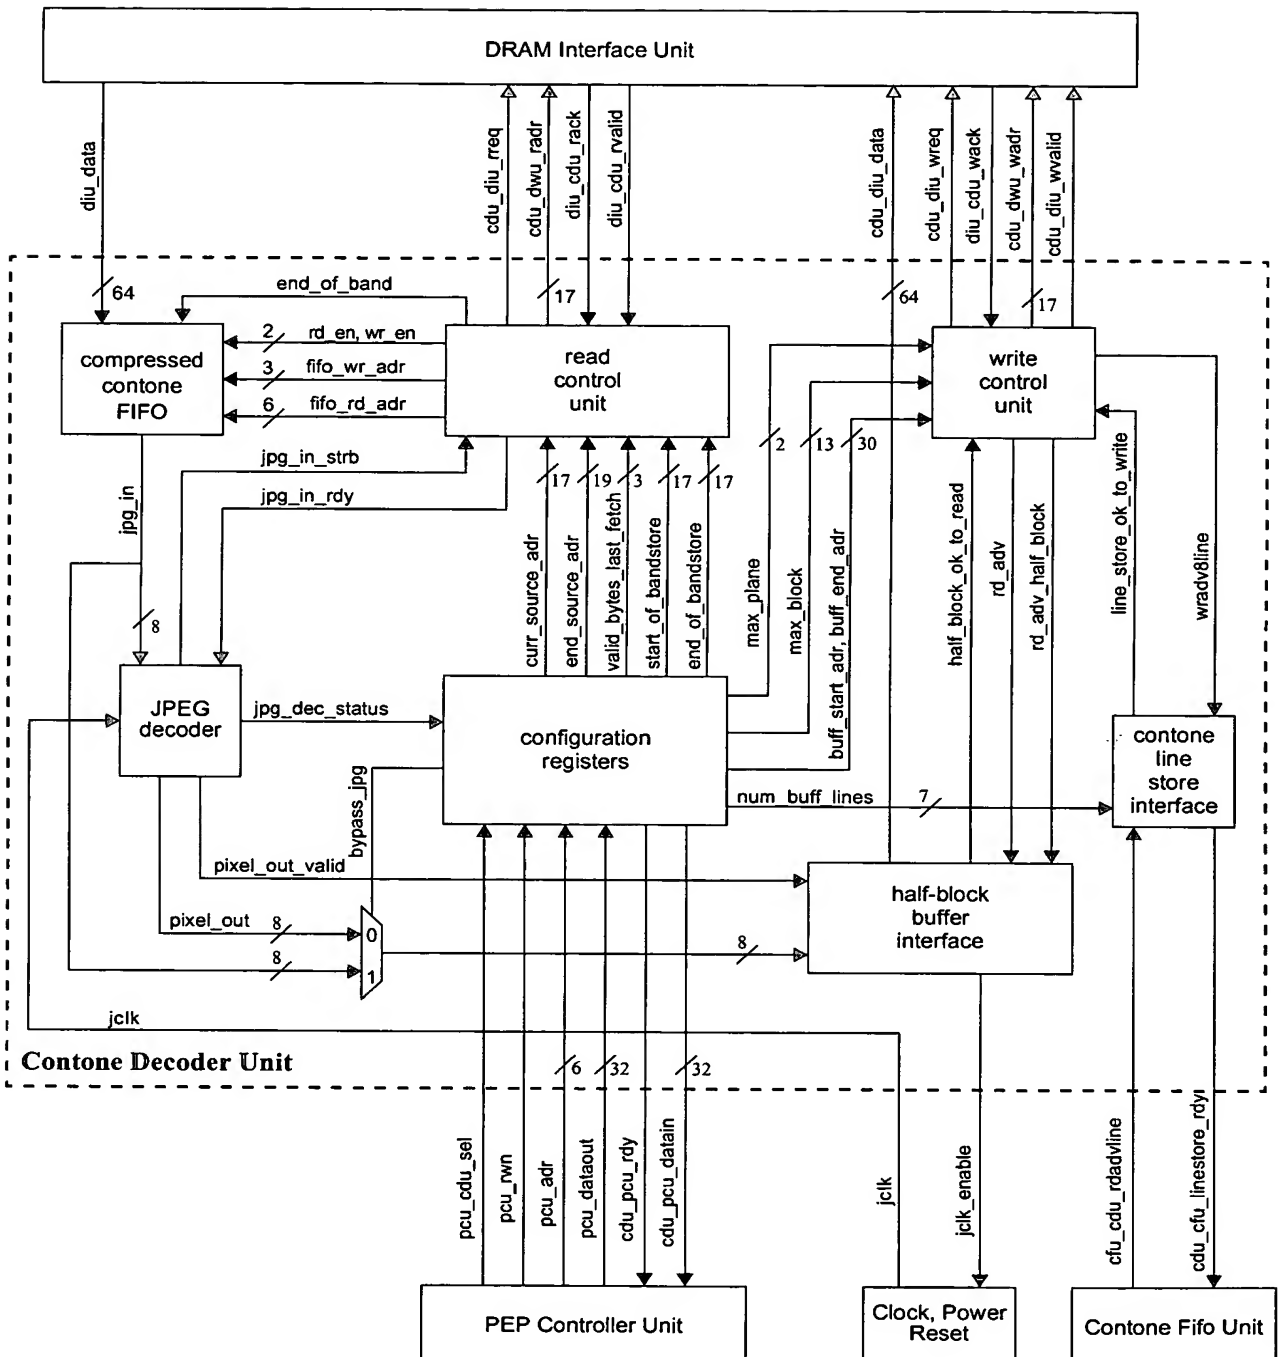 DRAM Interface Unit
diu_data
cdu_diu_rreq
cdu_dwu_radr
diu_cdu_rack
diu_cdu_rvalid
cdu_diu_data
cdu_diu_wreq
diu_cdu_wack
cdu_dwu_wadr
cdu_diu_wvalid
64
end_of_band
17
64
17
compressed
contone
FIFO
2
rd_en, wr_en
3
fifo_wr_adr
6
fifo_rd_adr
read
control
unit
write
control
unit
2
13
30
jpg_in_strb
jpg_in_rdy
jpg_in
17
19
3
17
17
curr_source_adr
end_source_adr
valid_bytes_last_fetch
start_of_bandstore
end_of_bandstore
max_plane
max_block
buff_start_adr, buff_end_adr
half_block_ok_to_read
rd_adv
rd_adv_half_block
line_store_ok_to_write
wradv8line
8
JPEG
decoder
jpg_dec_status
configuration
registers
contone
line
store
interface
bypass_jpg
num_buff_lines
7
pixel_out_valid
pixel_out
8
0
8
1
8
half-block
buffer
interface
jclk
Contone Decoder Unit
6
32
32
pcu_cdu_sel
pcu_rwn
pcu_adr
pcu_dataout
cdu_pcu_rdy
cdu_pcu_datain
jclk
jclk_enable
cfu_cdu_rdadvline
cdu_cfu_linestore_rdy
PEP Controller Unit
Clock, Power
Reset
Contone Fifo Unit